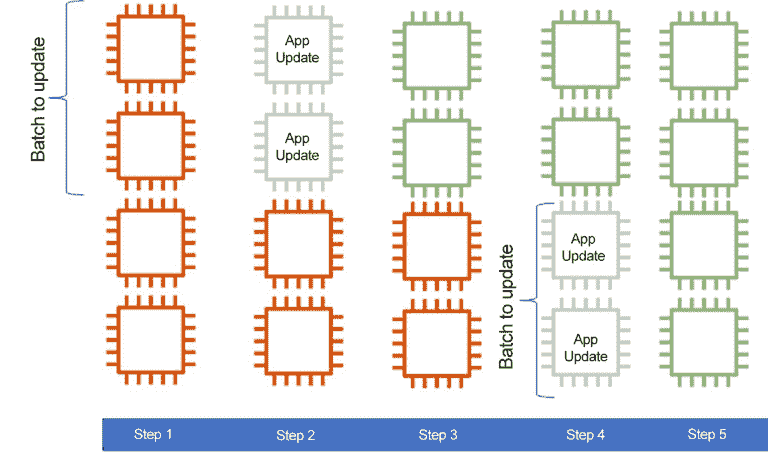 Batch to update
App
Update
App
Update
Batch to update
App
Update
App
Update
Step 1
Step 2
Step 3
Step 4
Step 5